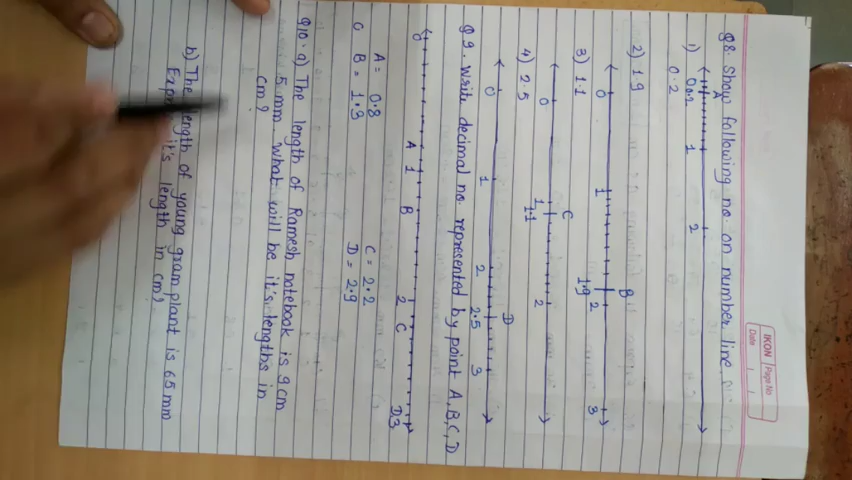 IKON
Page No.
Date
Q8. Show following no. on number line
A
0 0.2 1 2
1) 0.2
2) 1.9
B
0 1 1.9 2 3
3) 1.1
C
0 1 1.1 2
4) 2.5
D
0 1 2 2.5 3
Q9. Write decimal no. represented by point A, B, C, D
0 A 1 B 2 C D 3
A = 0.8 C = 2.2
B = 1.3 D = 2.9
Q10. a) The length of Ramesh notebook is 9 cm
5 mm. What will be it's lengths in
cm?
b) The length of young gram plant is 65 mm
it's length in cm?